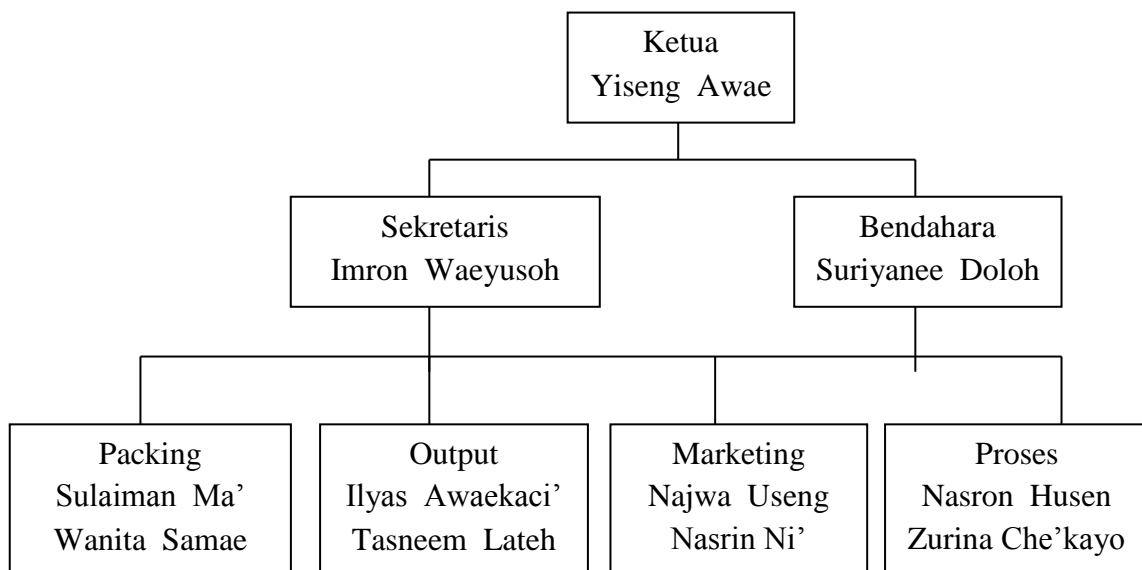 Ketua
Yiseng Awae
Sekretaris
Imron Waeyusoh
Bendahara
Suriyanee Doloh
Packing
Sulaiman Ma’
Wanita Samae
Output
Ilyas Awaekaci’
Tasneem Lateh
Marketing
Najwa Useng
Nasrin Ni’
Proses
Nasron Husen
Zurina Che’kayo